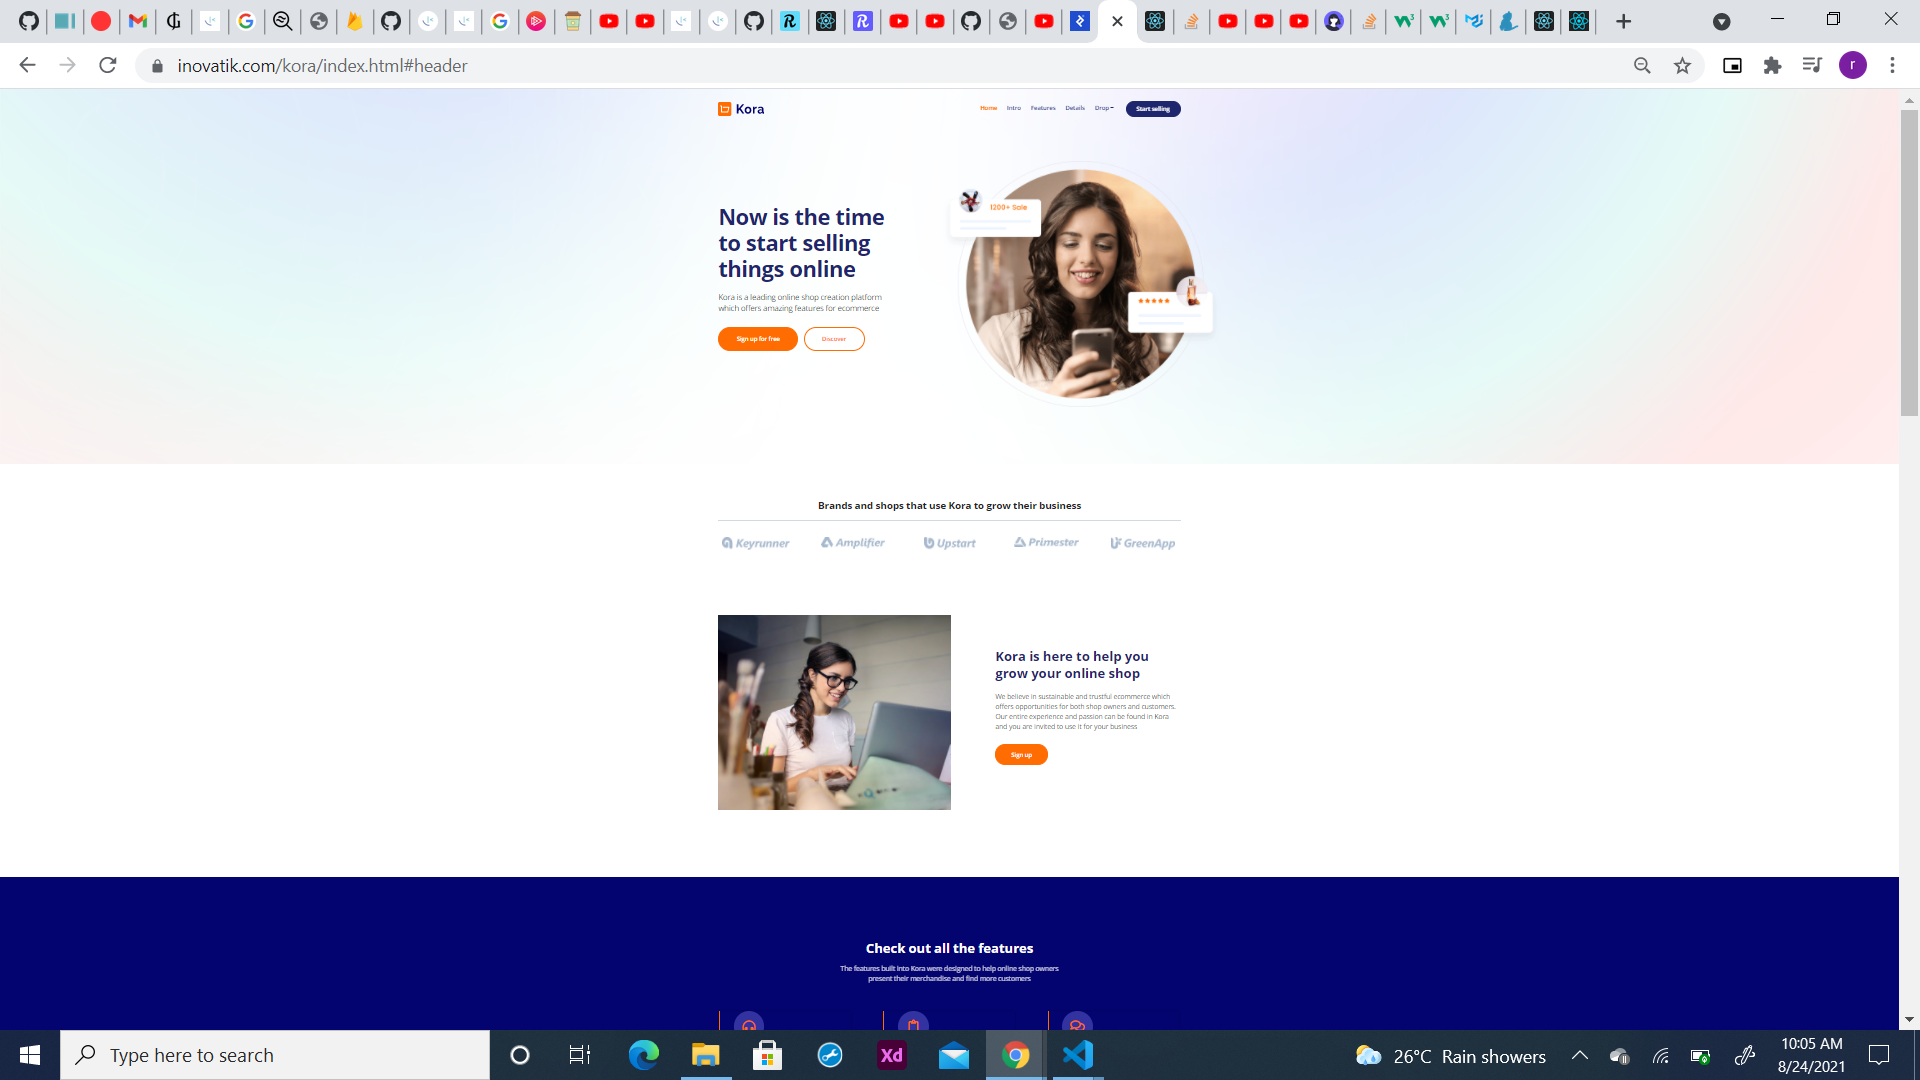 inovatik.com/kora/index.html#header
r
Kora
Home Intro Features Details Drop Start selling
1200+ Sale
Now is the time
to start selling
things online
Kora is a leading online shop creation platform
which offers amazing features for ecommerce
Sign up for free Discover
Brands and shops that use Kora to grow their business
Keyrunner Amplifier Upstart Primester GreenApp
Kora is here to help you
grow your online shop
We believe in sustainable and trustful ecommerce which
offers opportunities for both shop owners and customers.
Our entire experience and passion can be found in Kora
and you are invited to use it for your business
Sign up
Check out all the features
The features built into Kora were designed to help online shop owners
present their merchandise and find more customers
Type here to search
Xd
26°C Rain showers
10:05 AM
8/24/2021